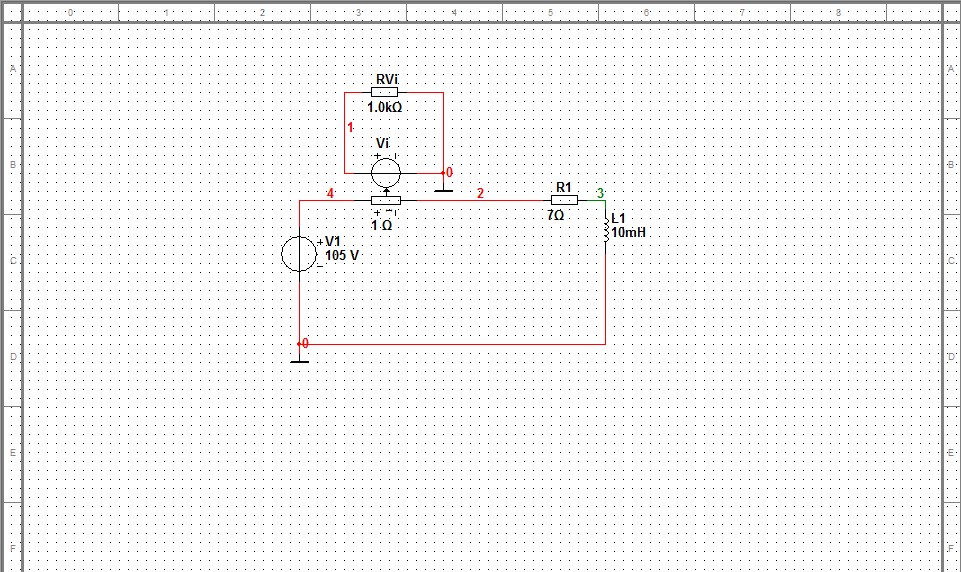 0 1 2 3 4 5 6 7 8
A A
RVi
1.0kΩ
1
Vi
+ -
B B
0
4 2 R1 3
+ - 7Ω
1 Ω
L1
10mH
+ V1
105 V
-
C C
0
D D
E E
F F